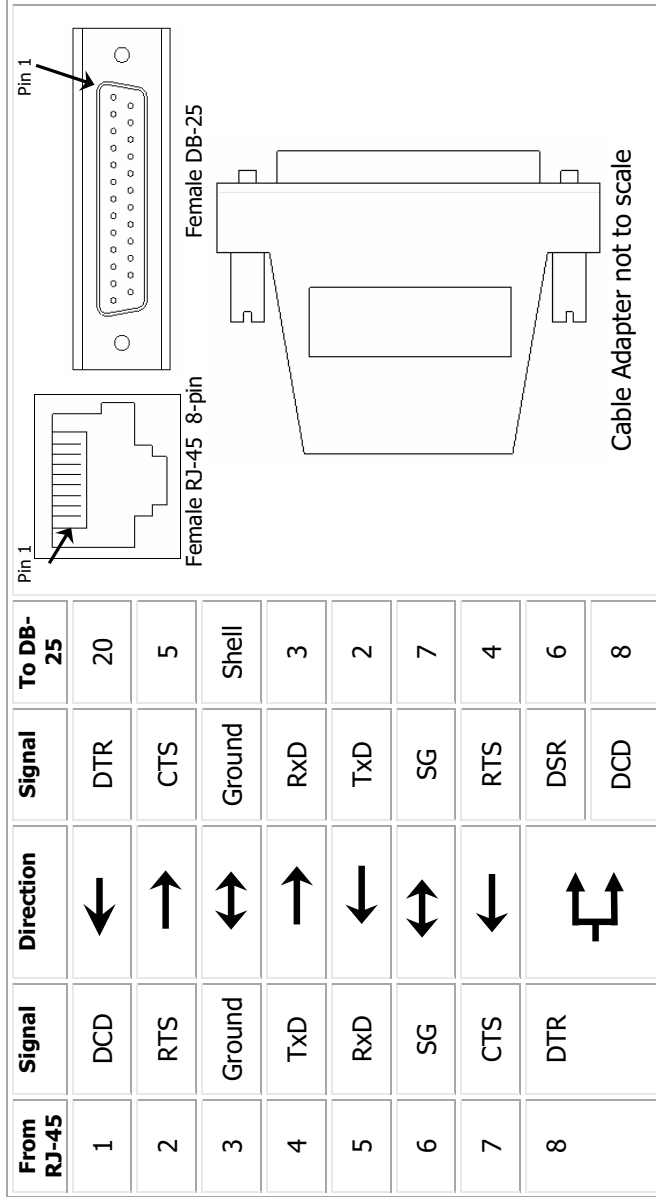 From RJ-45 Signal Direction Signal To DB-25
1 DCD DTR 20
2 RTS CTS 5
3 Ground Ground Shell
4 TxD RxD 3
5 RxD TxD 2
6 SG SG 7
7 CTS RTS 4
8 DTR DSR 6
DCD 8
Pin 1
Pin 1
Female RJ-45 8-pin
Female DB-25
Cable Adapter not to scale